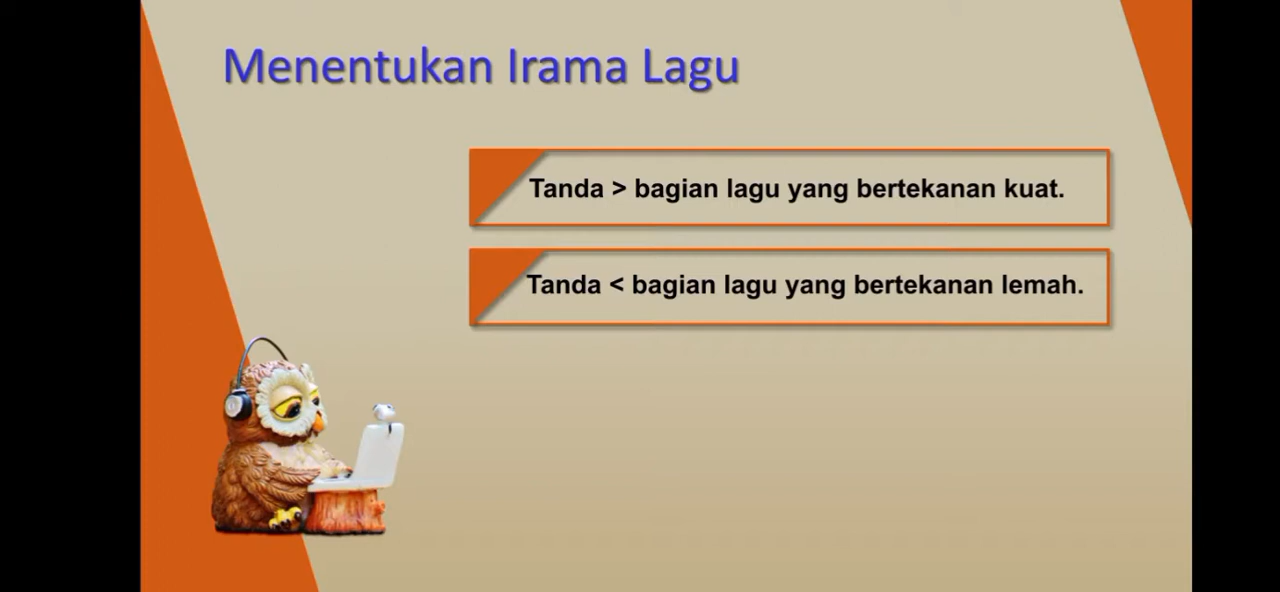 Menentukan Irama Lagu
Tanda > bagian lagu yang bertekanan kuat.
Tanda < bagian lagu yang bertekanan lemah.